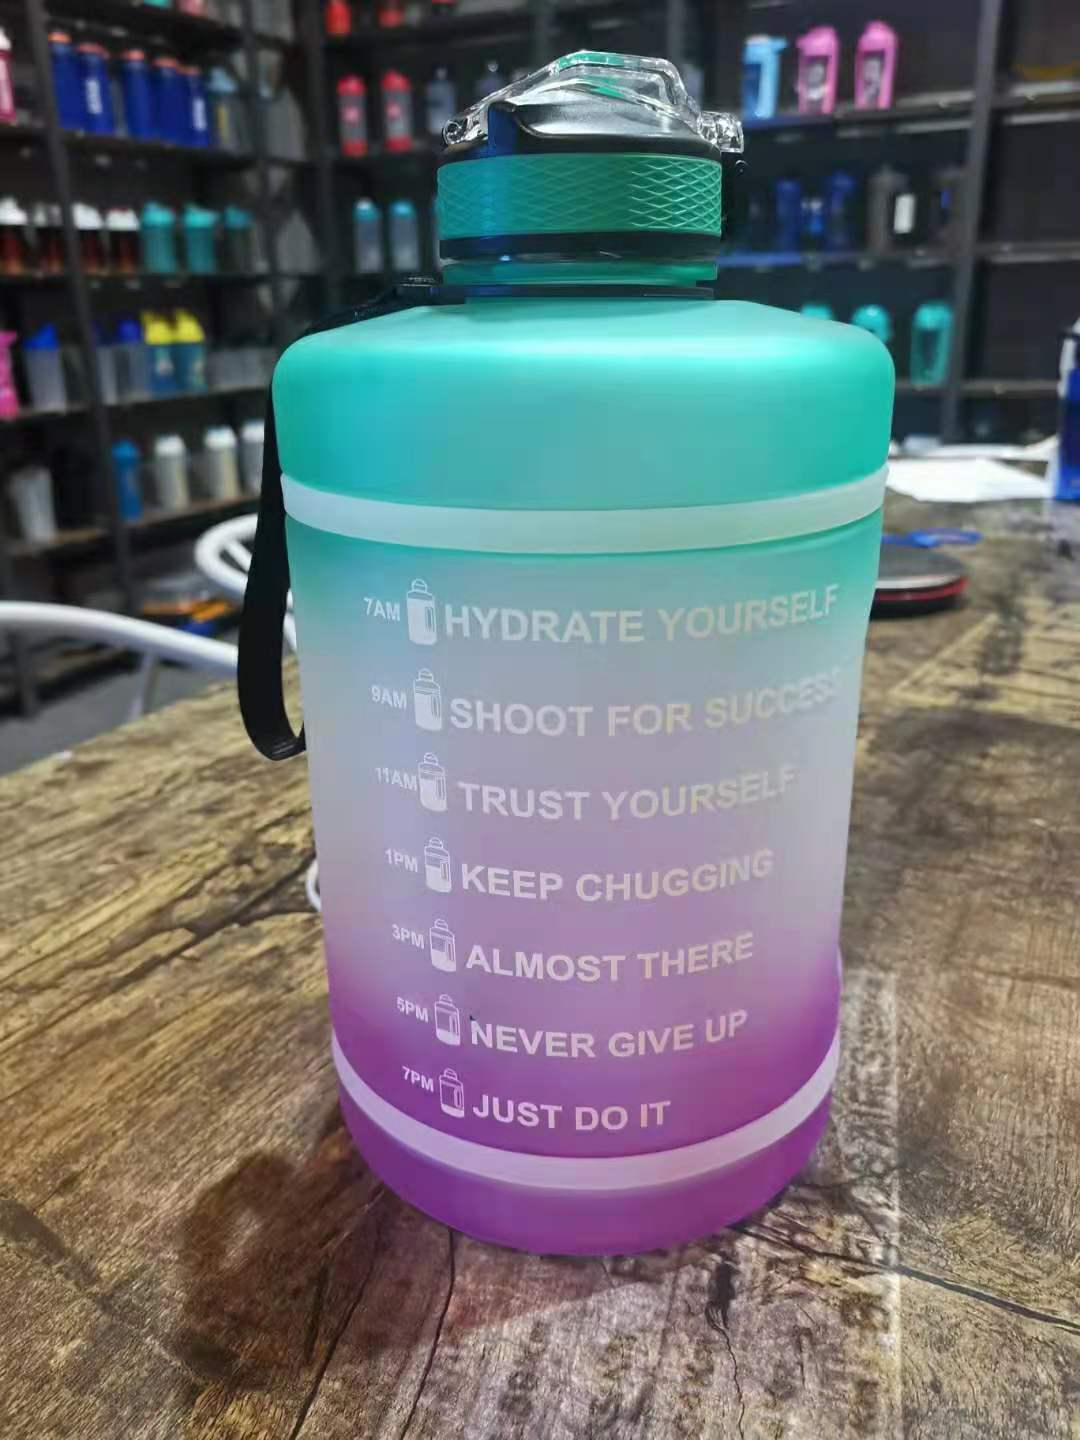 7AM HYDRATE YOURSELF
9AM SHOOT FOR SUCCESS
11AM TRUST YOURSELF
1PM KEEP CHUGGING
3PM ALMOST THERE
5PM NEVER GIVE UP
7PM JUST DO IT